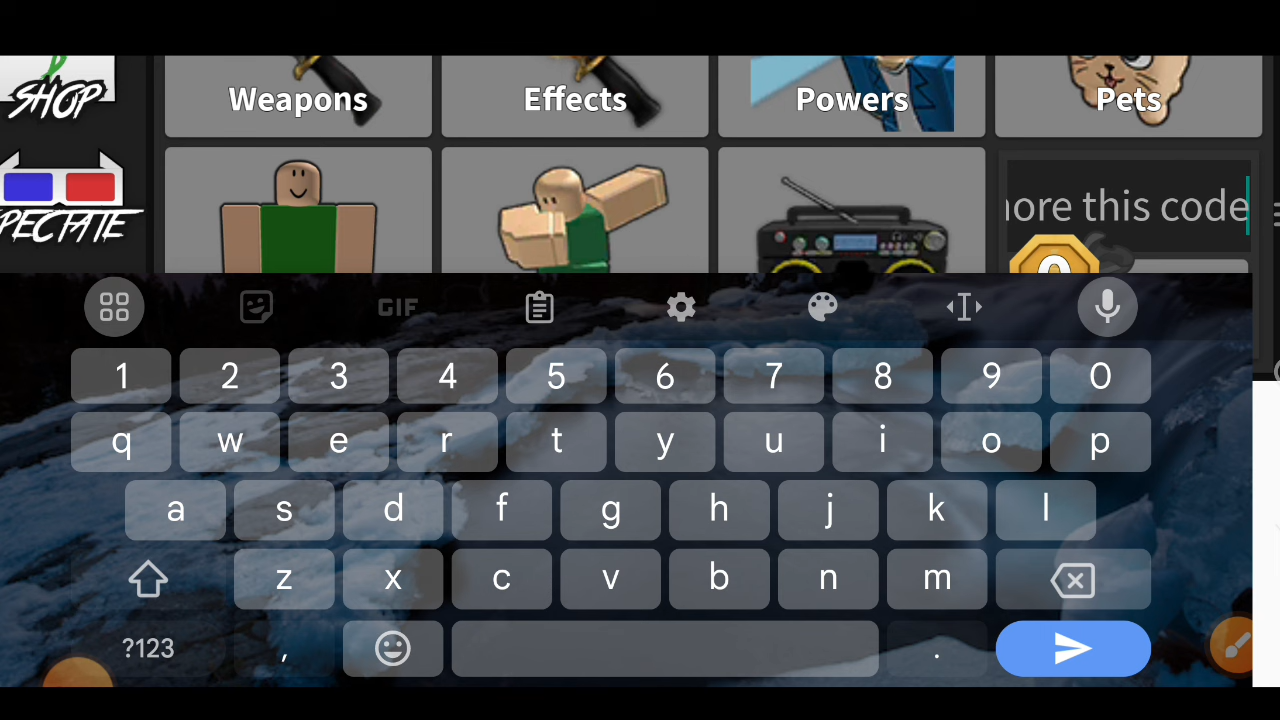 SHOP
Weapons
Effects
Powers
Pets
PECTATE
ore this code
GIF
1 2 3 4 5 6 7 8 9 0
q w e r t y u i o p
a s d f g h j k l
z x c v b n m
?123 , .